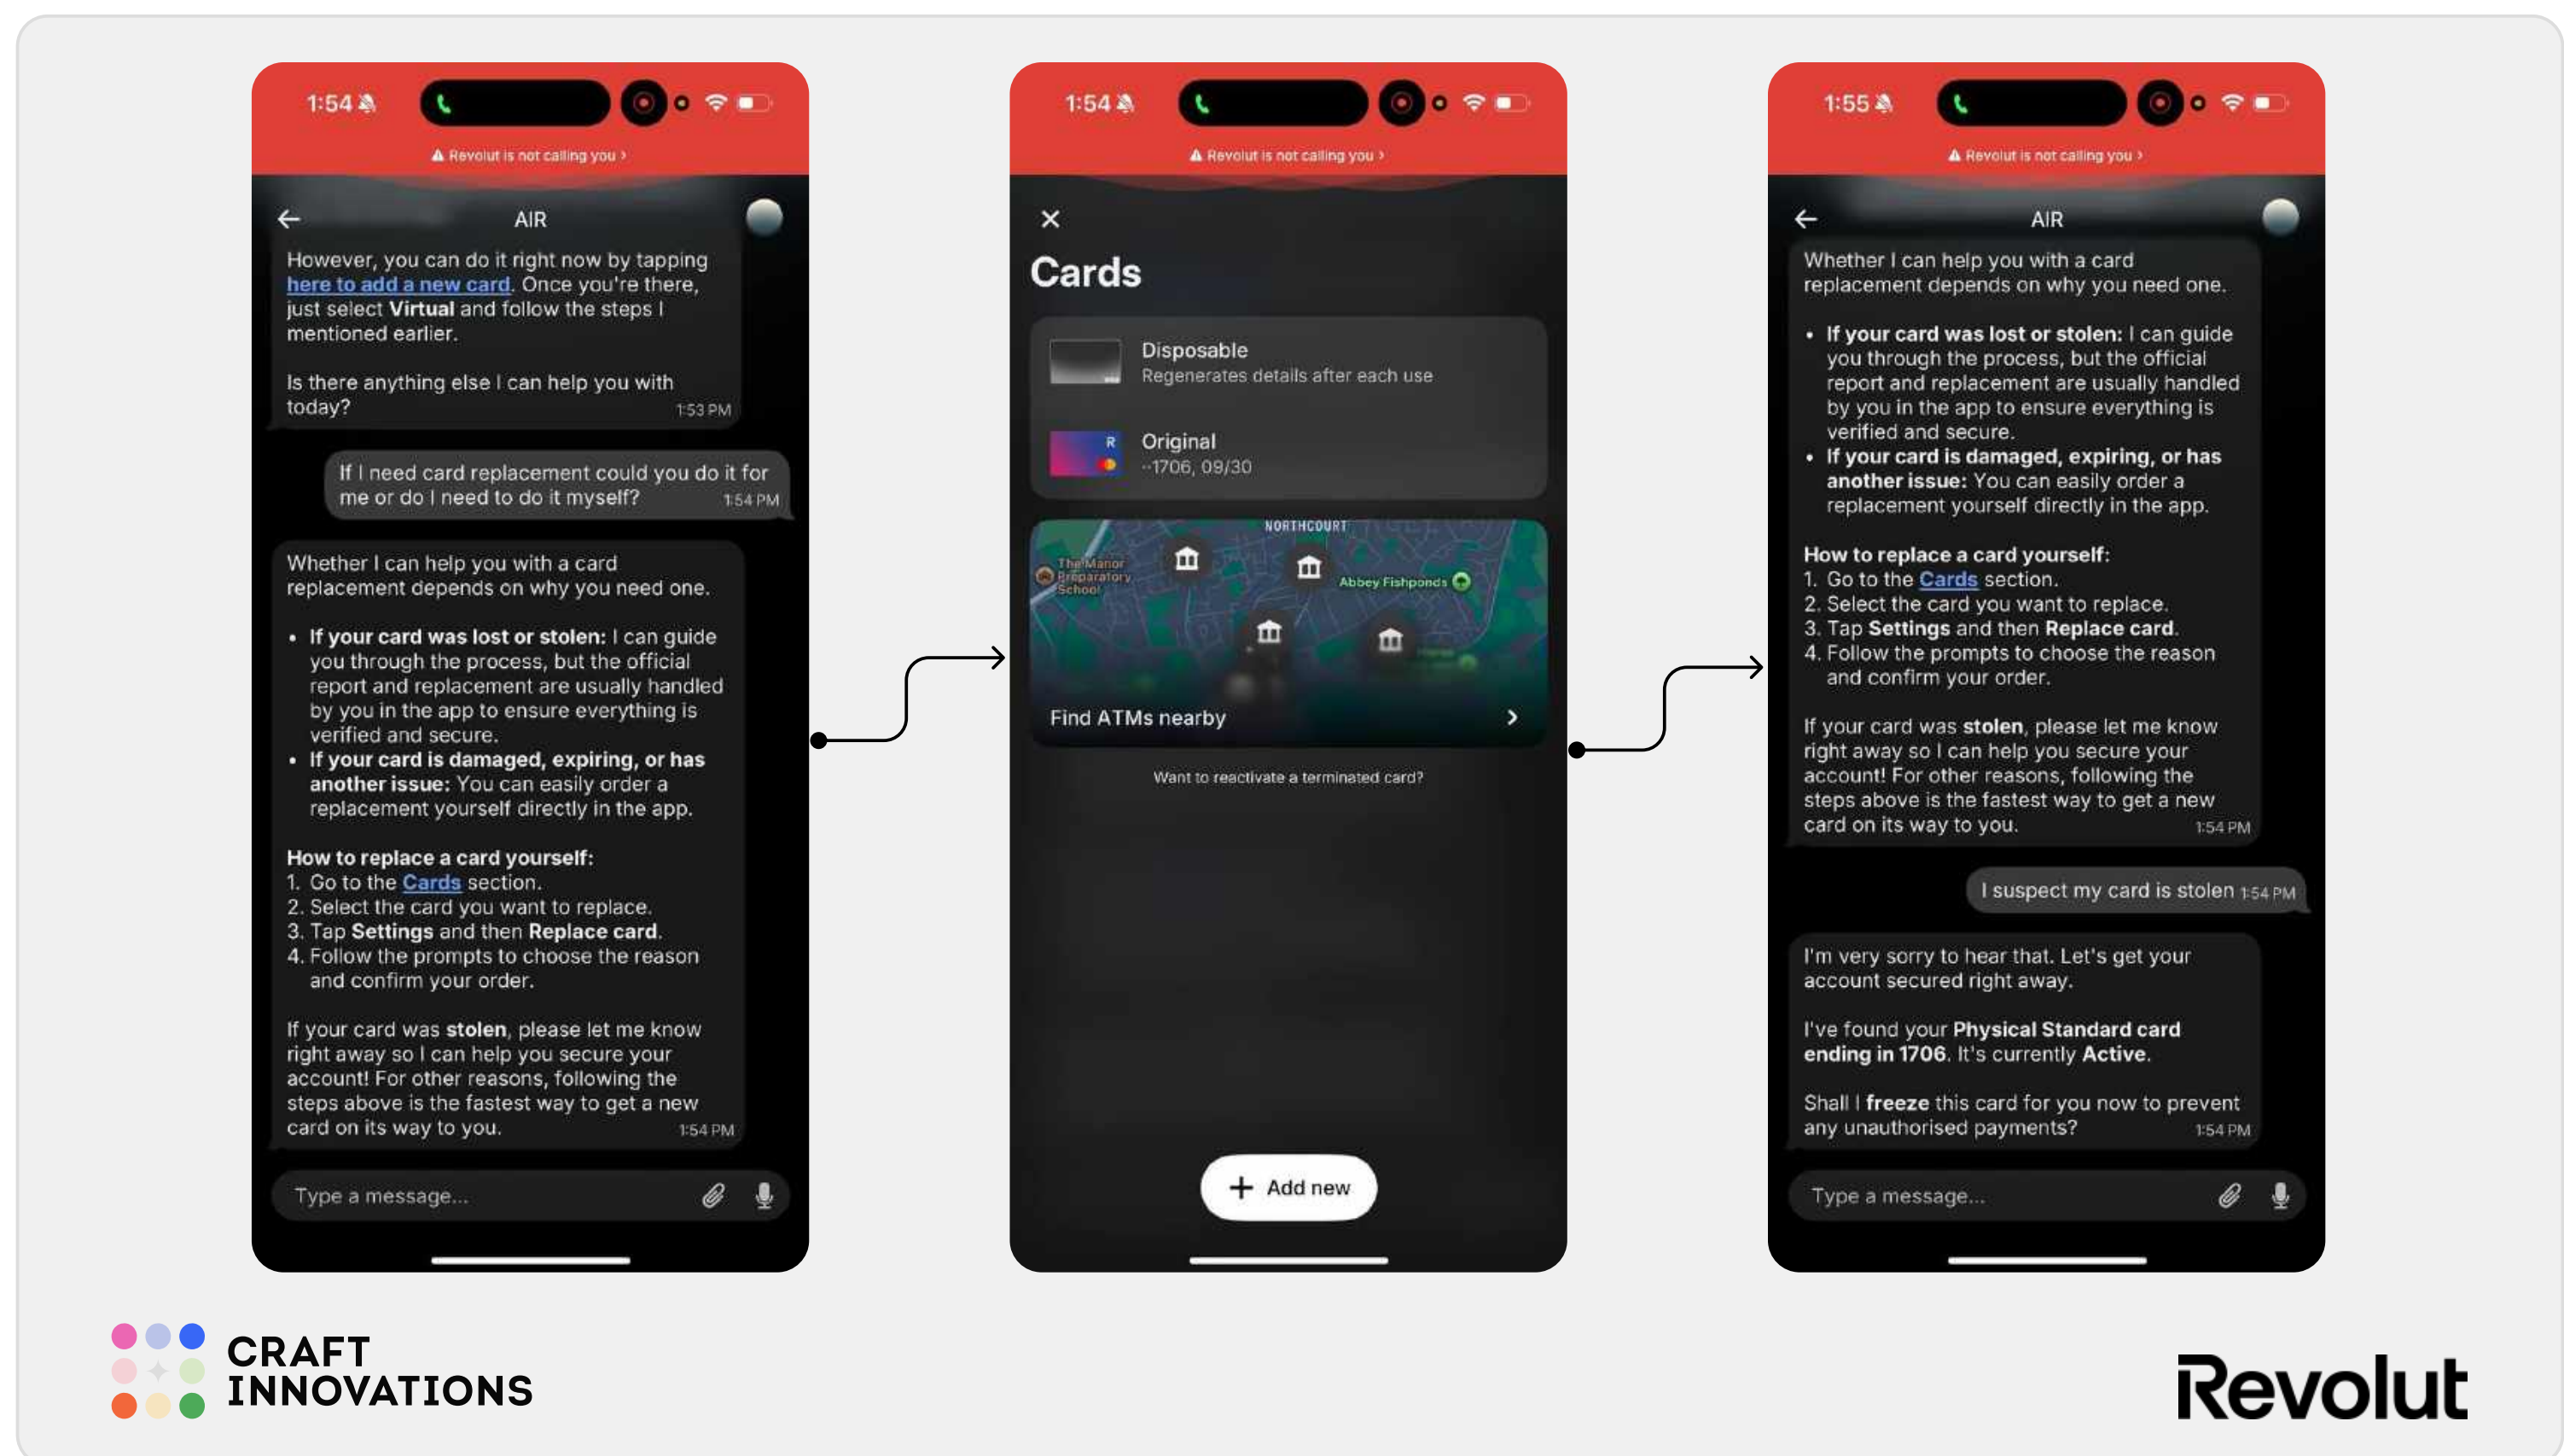 1:54
Revolut is not calling you
AIR
However, you can do it right now by tapping
here to add a new card. Once you're there,
just select Virtual and follow the steps I
mentioned earlier.
Is there anything else I can help you with
today?
1:53 PM
If I need card replacement could you do it for
me or do I need to do it myself?
1:54 PM
Whether I can help you with a card
replacement depends on why you need one.
• If your card was lost or stolen: I can guide
you through the process, but the official
report and replacement are usually handled
by you in the app to ensure everything is
verified and secure.
• If your card is damaged, expiring, or has
another issue: You can easily order a
replacement yourself directly in the app.
How to replace a card yourself:
1. Go to the Cards section.
2. Select the card you want to replace.
3. Tap Settings and then Replace card.
4. Follow the prompts to choose the reason
and confirm your order.
If your card was stolen, please let me know
right away so I can help you secure your
account! For other reasons, following the
steps above is the fastest way to get a new
card on its way to you.
1:54 PM
Type a message...
1:54
Revolut is not calling you
Cards
Disposable
Regenerates details after each use
R
Original
··1706, 09/30
NORTHCOURT
The Manor
Preparatory
School
Abbey Fishponds
Find ATMs nearby
Want to reactivate a terminated card?
+ Add new
1:55
Revolut is not calling you
AIR
Whether I can help you with a card
replacement depends on why you need one.
• If your card was lost or stolen: I can guide
you through the process, but the official
report and replacement are usually handled
by you in the app to ensure everything is
verified and secure.
• If your card is damaged, expiring, or has
another issue: You can easily order a
replacement yourself directly in the app.
How to replace a card yourself:
1. Go to the Cards section.
2. Select the card you want to replace.
3. Tap Settings and then Replace card.
4. Follow the prompts to choose the reason
and confirm your order.
If your card was stolen, please let me know
right away so I can help you secure your
account! For other reasons, following the
steps above is the fastest way to get a new
card on its way to you.
1:54 PM
I suspect my card is stolen 1:54 PM
I'm very sorry to hear that. Let's get your
account secured right away.
I've found your Physical Standard card
ending in 1706. It's currently Active.
Shall I freeze this card for you now to prevent
any unauthorised payments?
1:54 PM
Type a message...
CRAFT
INNOVATIONS
Revolut